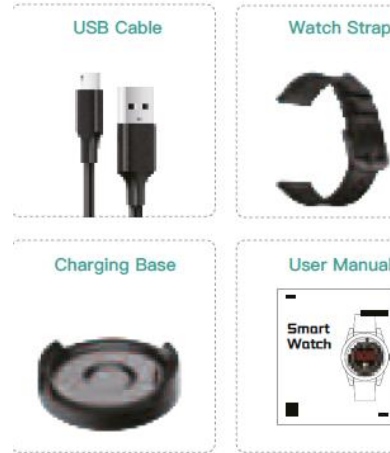 USB Cable
Watch Strap
Charging Base
User Manual
Smart
Watch